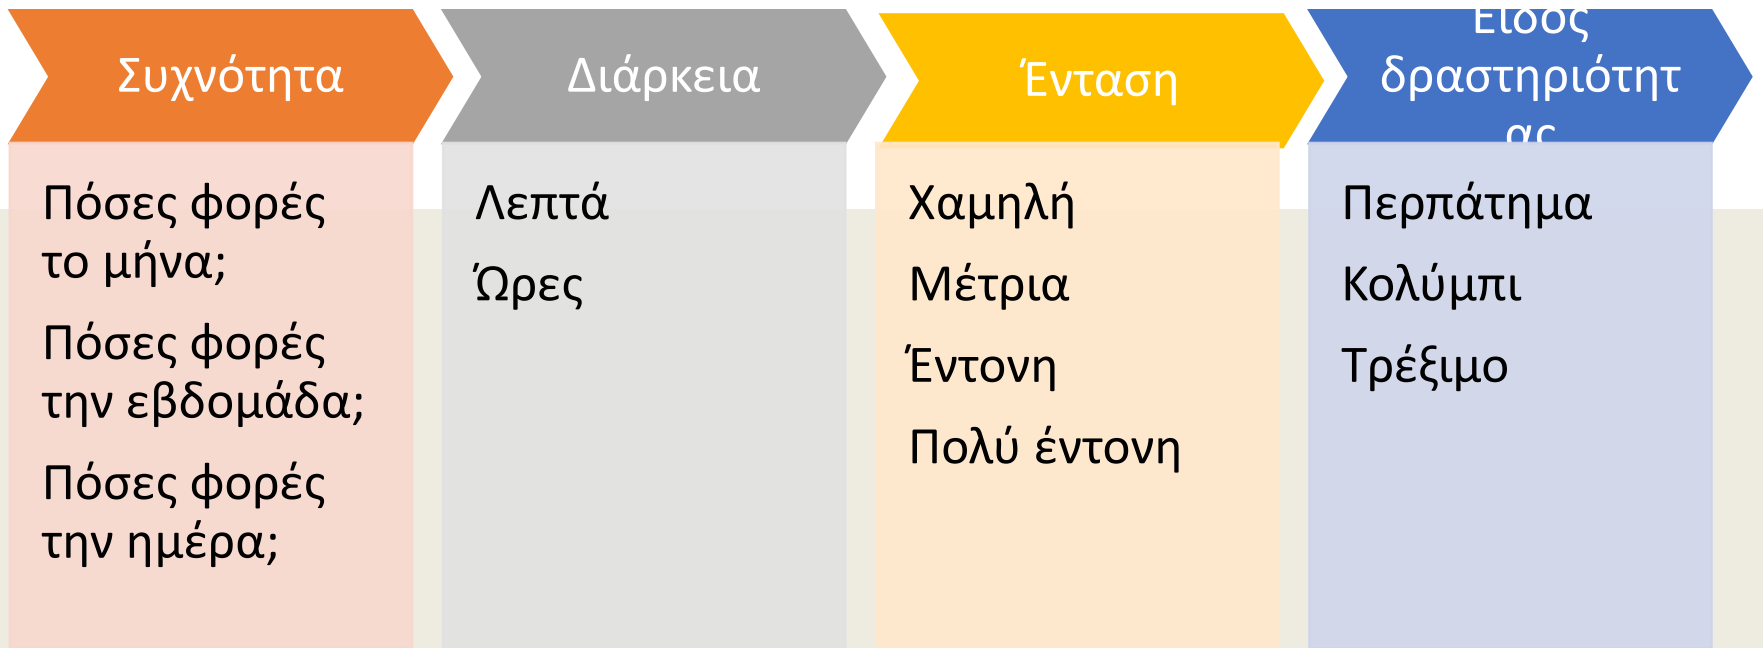 Συχνότητα
Πόσες φορές
το μήνα;
Πόσες φορές
την εβδομάδα;
Πόσες φορές
την ημέρα;
Διάρκεια
Λεπτά
Ώρες
Ένταση
Χαμηλή
Μέτρια
Έντονη
Πολύ έντονη
Είδος
δραστηριότητ
ας
Περπάτημα
Κολύμπι
Τρέξιμο